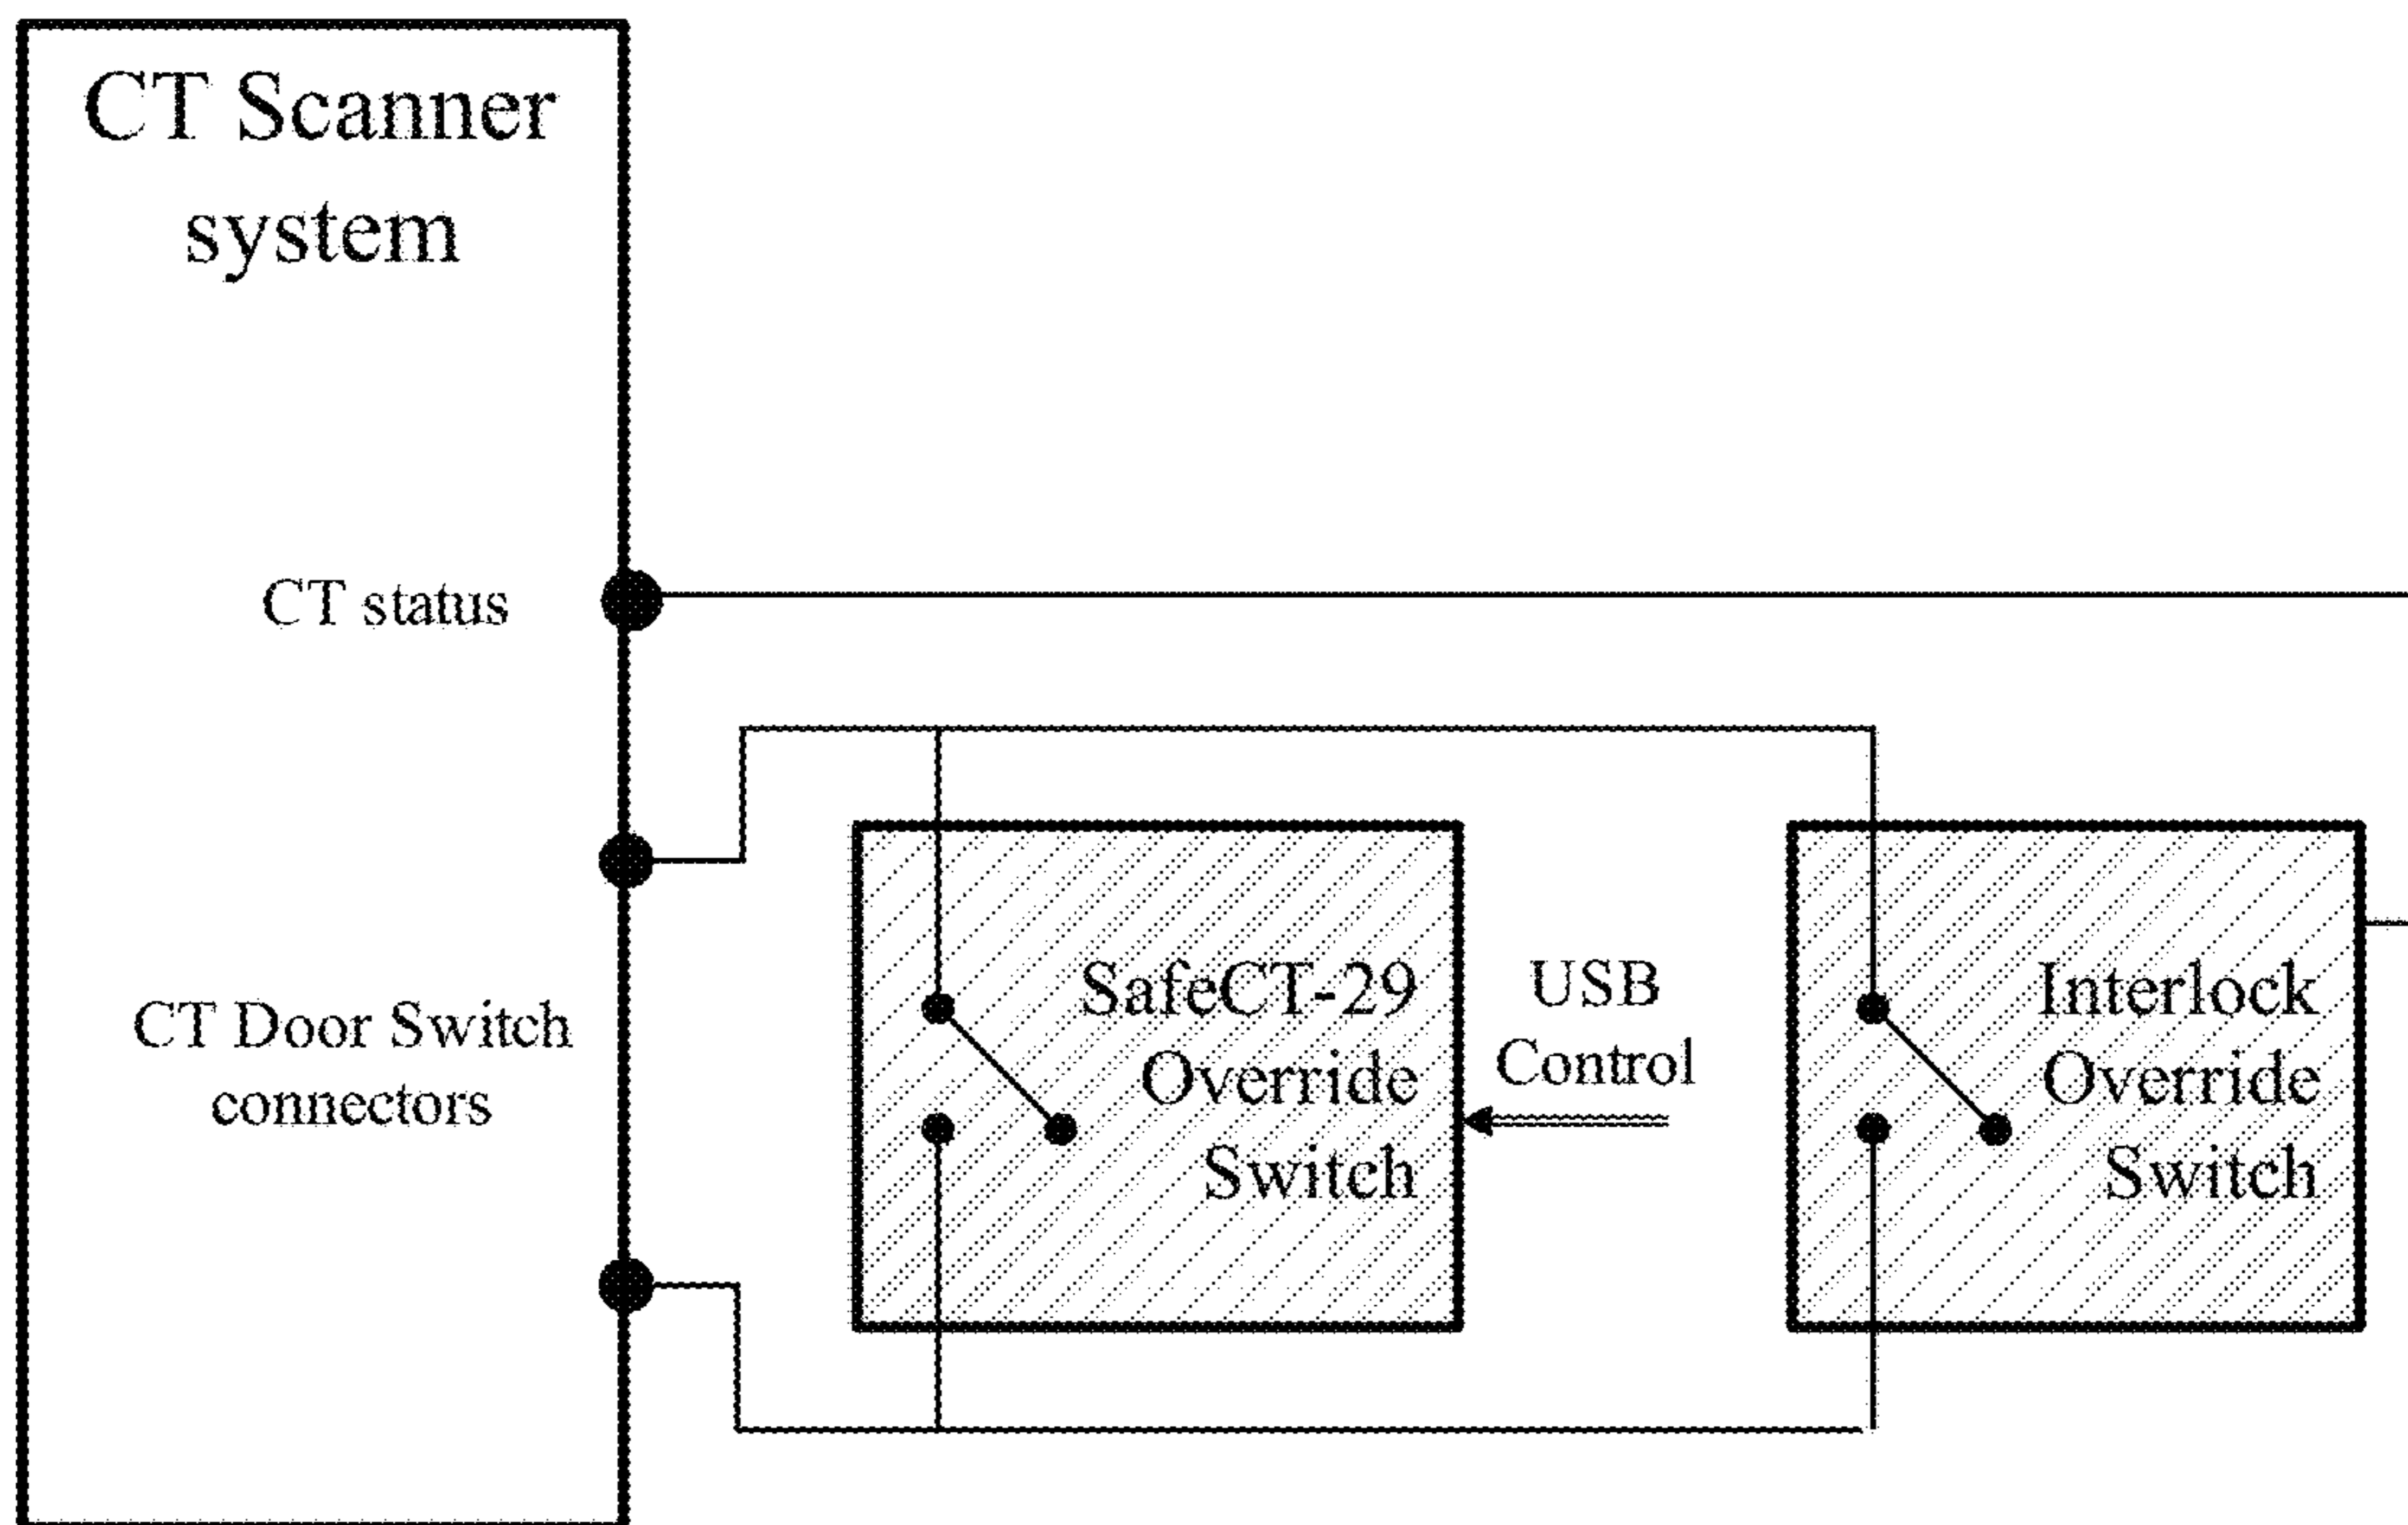 CT Scanner
system
CT status
CT Door Switch
connectors
SafeCT-29
Override
Switch
USB
Control
Interlock
Override
Switch